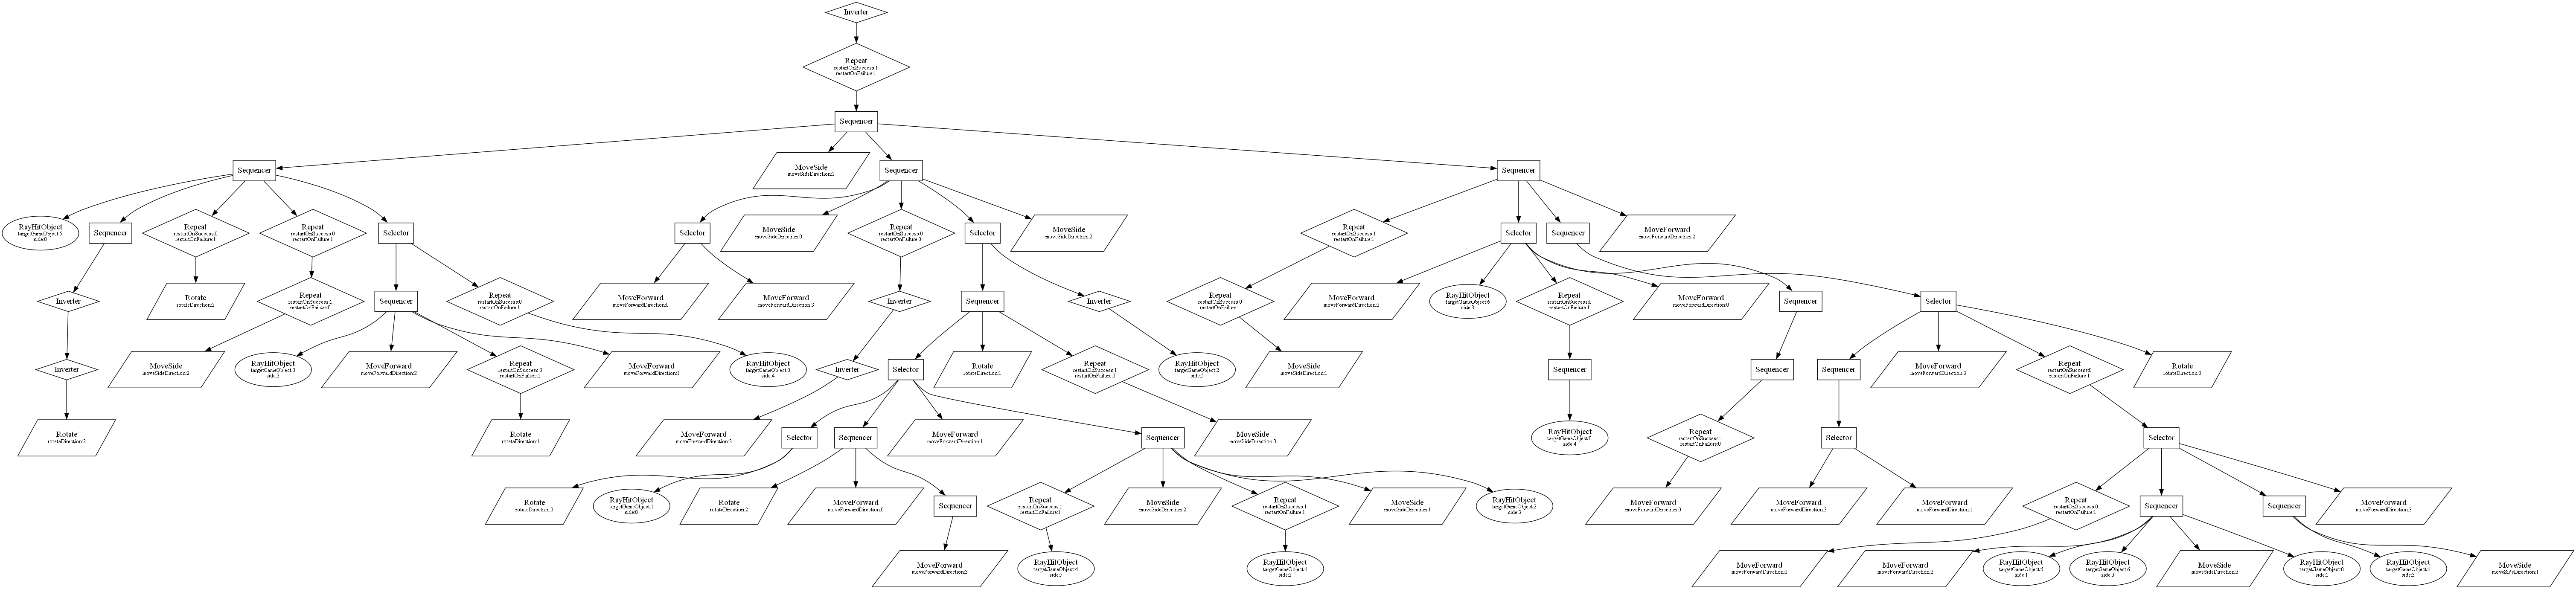 Inverter
Repeat
restartOnSuccess:1
restartOnFailure:1
Sequencer
Sequencer
MoveSide
moveSideDirection:1
Sequencer
Sequencer
RayHitObject
targetGameObject:5
side:0
Sequencer
Repeat
restartOnSuccess:0
restartOnFailure:1
Repeat
restartOnSuccess:0
restartOnFailure:1
Selector
Selector
MoveSide
moveSideDirection:0
Repeat
restartOnSuccess:0
restartOnFailure:0
Selector
MoveSide
moveSideDirection:2
Repeat
restartOnSuccess:1
restartOnFailure:1
Selector
Sequencer
MoveForward
moveForwardDirection:2
Inverter
Rotate
rotateDirection:2
Repeat
restartOnSuccess:1
restartOnFailure:0
Sequencer
Repeat
restartOnSuccess:0
restartOnFailure:1
MoveForward
moveForwardDirection:0
MoveForward
moveForwardDirection:3
Inverter
Sequencer
Inverter
Repeat
restartOnSuccess:0
restartOnFailure:1
MoveForward
moveForwardDirection:2
RayHitObject
targetGameObject:6
side:3
Repeat
restartOnSuccess:0
restartOnFailure:1
MoveForward
moveForwardDirection:0
Sequencer
Selector
Inverter
MoveSide
moveSideDirection:2
RayHitObject
targetGameObject:0
side:3
MoveForward
moveForwardDirection:2
Repeat
restartOnSuccess:0
restartOnFailure:1
MoveForward
moveForwardDirection:1
RayHitObject
targetGameObject:0
side:4
Inverter
Selector
Rotate
rotateDirection:1
Repeat
restartOnSuccess:1
restartOnFailure:0
RayHitObject
targetGameObject:2
MoveSide
moveSideDirection:1
Sequencer
Sequencer
Sequencer
MoveForward
moveForwardDirection:3
Repeat
restartOnSuccess:0
restartOnFailure:1
Rotate
rotateDirection:0
Rotate
rotateDirection:2
Rotate
rotateDirection:1
MoveForward
moveForwardDirection:2
Selector
Sequencer
MoveForward
moveForwardDirection:1
Sequencer
MoveSide
moveSideDirection:0
RayHitObject
targetGameObject:0
side:4
Repeat
restartOnSuccess:1
restartOnFailure:0
Selector
Selector
Rotate
rotateDirection:3
RayHitObject
targetGameObject:1
side:0
Rotate
rotateDirection:2
MoveForward
moveForwardDirection:0
Sequencer
Repeat
restartOnSuccess:1
restartOnFailure:1
MoveSide
moveSideDirection:2
Repeat
restartOnSuccess:1
restartOnFailure:1
MoveSide
moveSideDirection:1
RayHitObject
targetGameObject:2
side:3
MoveForward
moveForwardDirection:0
MoveForward
moveForwardDirection:3
MoveForward
moveForwardDirection:1
Repeat
restartOnSuccess:0
restartOnFailure:1
Sequencer
Sequencer
MoveForward
moveForwardDirection:3
MoveForward
moveForwardDirection:3
RayHitObject
targetGameObject:4
RayHitObject
targetGameObject:4
side:2
MoveForward
moveForwardDirection:0
MoveForward
moveForwardDirection:2
RayHitObject
side:1
RayHitObject
targetGameObject:6
side:0
MoveSide
moveSideDirection:3
RayHitObject
targetGameObject:0
side:1
RayHitObject
targetGameObject:4
side:3
MoveSide
moveSideDirection:1